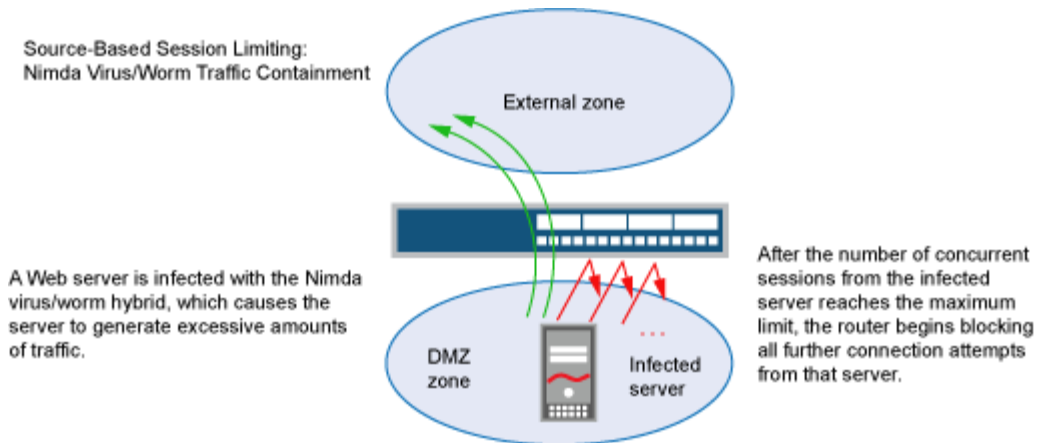 Source-Based Session Limiting:
Nimda Virus/Worm Traffic Containment
External zone
A Web server is infected with the Nimda
virus/worm hybrid, which causes the
server to generate excessive amounts
of traffic.
DMZ
zone
Infected
server
...
After the number of concurrent
sessions from the infected
server reaches the maximum
limit, the router begins blocking
all further connection attempts
from that server.